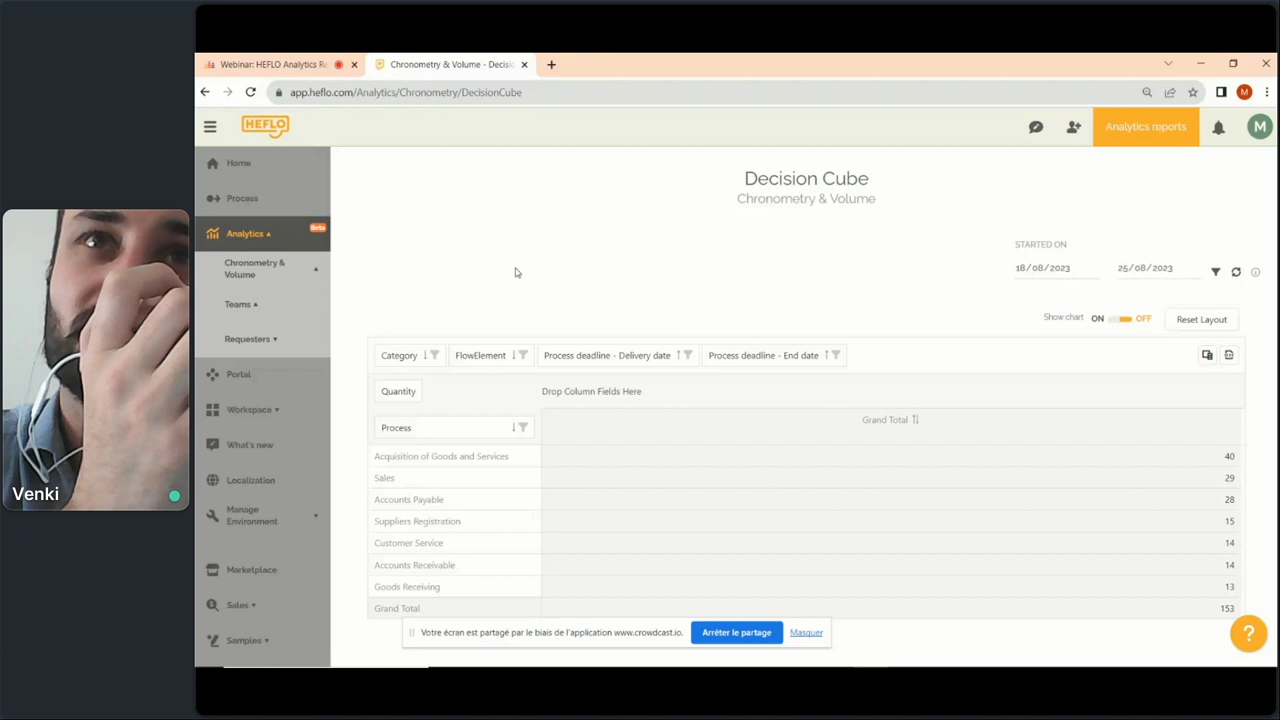 Webinar: HEFLO Analytics Re
Chronometry & Volume - Decisi
app.heflo.com/Analytics/Chronometry/DecisionCube
M
HEFLO
Analytics reports
M
Home
Process
Analytics
Beta
Chronometry &
Volume
Teams
Requesters
Portal
Workspace
What's new
Localization
Manage
Environment
Marketplace
Sales
Samples
Venki
Decision Cube
Chronometry & Volume
STARTED ON
18/08/2023 25/08/2023
Show chart ON OFF Reset Layout
Category FlowElement Process deadline - Delivery date Process deadline - End date
Quantity Drop Column Fields Here
Process Grand Total
Acquisition of Goods and Services 40
Sales 29
Accounts Payable 28
Suppliers Registration 15
Customer Service 14
Accounts Receivable 14
Goods Receiving 13
Grand Total 153
Votre écran est partagé par le biais de l'application www.crowdcast.io. Arrêter le partage Masquer
?